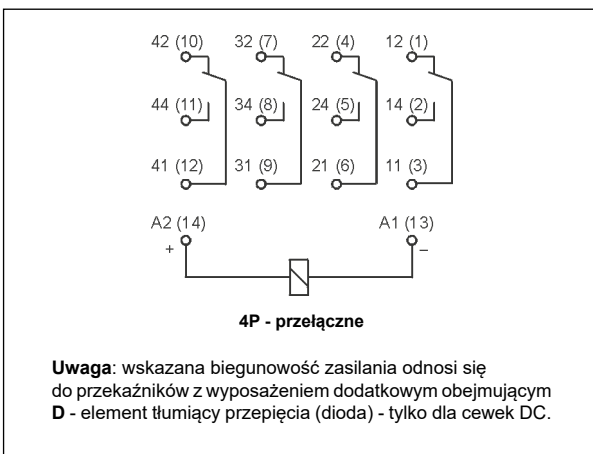 42 (10) 32 (7) 22 (4) 12 (1)
44 (11) 34 (8) 24 (5) 14 (2)
41 (12) 31 (9) 21 (6) 11 (3)
A2 (14) A1 (13)
+ –
4P - przełączne
Uwaga: wskazana biegunowość zasilania odnosi się
do przekaźników z wyposażeniem dodatkowym obejmującym
D - element tłumiący przepięcia (dioda) - tylko dla cewek DC.